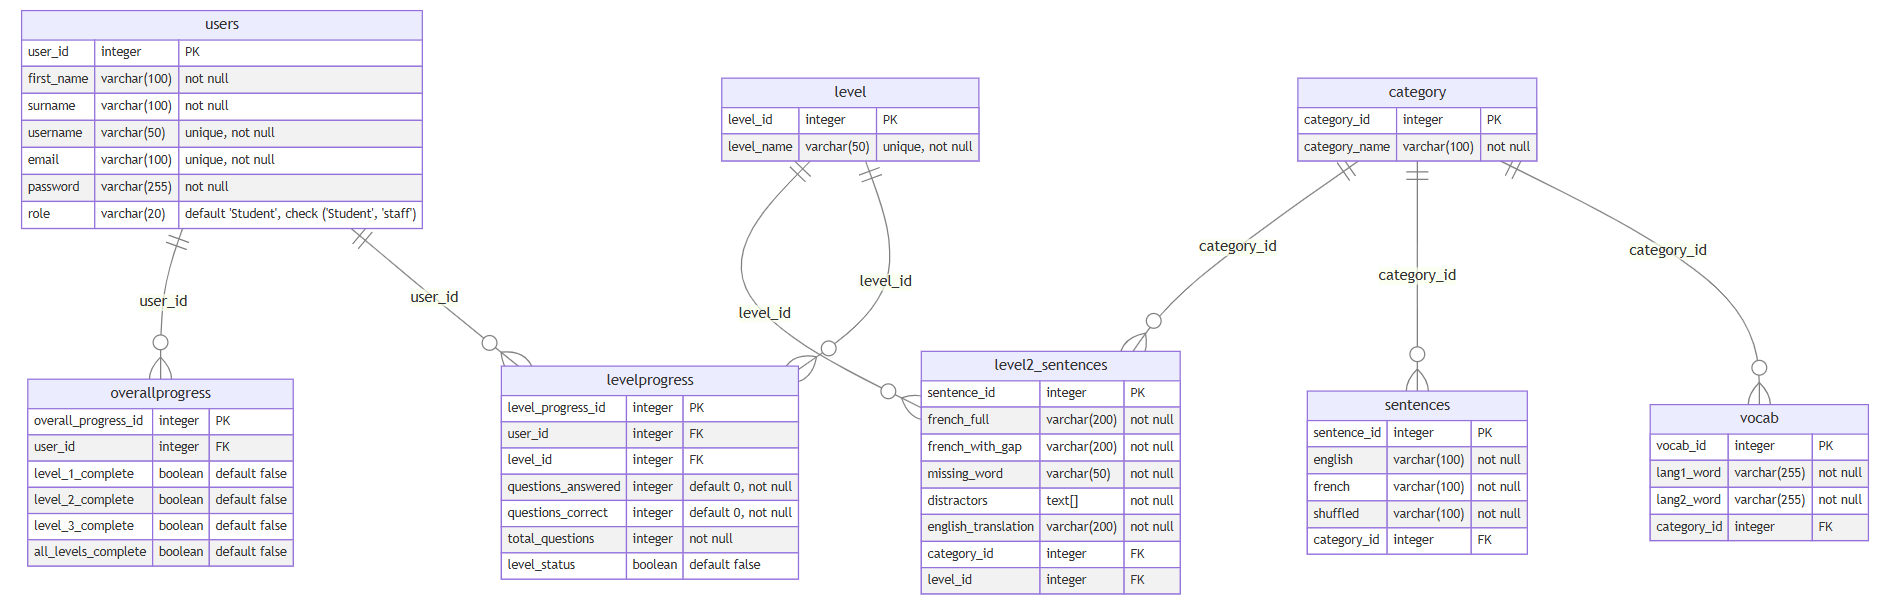 users
user_id integer PK
first_name varchar(100) not null
surname varchar(100) not null
username varchar(50) unique, not null
email varchar(100) unique, not null
password varchar(255) not null
role varchar(20) default 'Student', check ('Student', 'staff')
level
level_id integer PK
level_name varchar(50) unique, not null
category
category_id integer PK
category_name varchar(100) not null
user_id
user_id
level_id
level_id
category_id
category_id
category_id
overallprogress
overall_progress_id integer PK
user_id integer FK
level_1_complete boolean default false
level_2_complete boolean default false
level_3_complete boolean default false
all_levels_complete boolean default false
levelprogress
level_progress_id integer PK
user_id integer FK
level_id integer FK
questions_answered integer default 0, not null
questions_correct integer default 0, not null
total_questions integer not null
level_status boolean default false
level2_sentences
sentence_id integer PK
french_full varchar(200) not null
french_with_gap varchar(200) not null
missing_word varchar(50) not null
distractors text[] not null
english_translation varchar(200) not null
category_id integer FK
level_id integer FK
sentences
sentence_id integer PK
english varchar(100) not null
french varchar(100) not null
shuffled varchar(100) not null
category_id integer FK
vocab
vocab_id integer PK
lang1_word varchar(255) not null
lang2_word varchar(255) not null
category_id integer FK